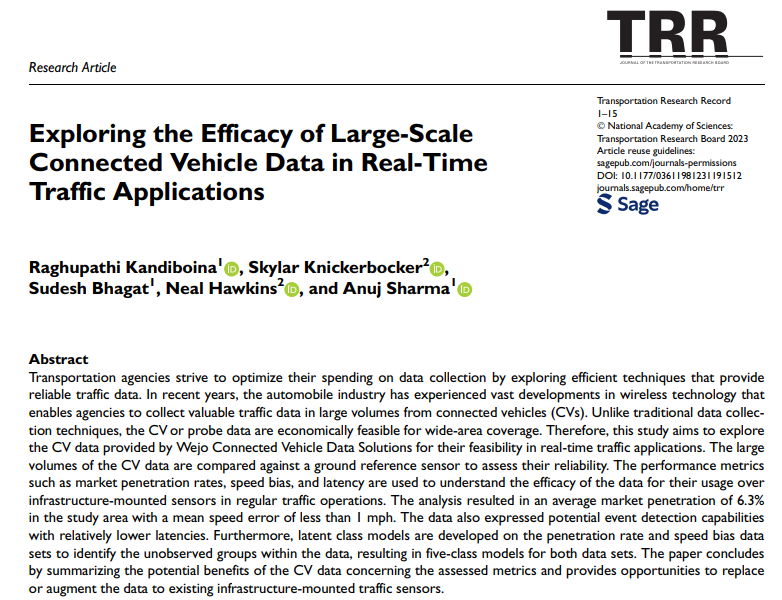 TRR
JOURNAL OF THE TRANSPORTATION RESEARCH BOARD
Research Article
Transportation Research Record
1–15
© National Academy of Sciences:
Transportation Research Board 2023
Article reuse guidelines:
sagepub.com/journals-permissions
DOI: 10.1177/03611981231191512
journals.sagepub.com/home/trr
Sage
Exploring the Efficacy of Large-Scale
Connected Vehicle Data in Real-Time
Traffic Applications
Raghupathi Kandiboina1 iD, Skylar Knickerbocker2 iD,
Sudesh Bhagat1, Neal Hawkins2 iD, and Anuj Sharma1 iD
Abstract
Transportation agencies strive to optimize their spending on data collection by exploring efficient techniques that provide
reliable traffic data. In recent years, the automobile industry has experienced vast developments in wireless technology that
enables agencies to collect valuable traffic data in large volumes from connected vehicles (CVs). Unlike traditional data collec-
tion techniques, the CV or probe data are economically feasible for wide-area coverage. Therefore, this study aims to explore
the CV data provided by Wejo Connected Vehicle Data Solutions for their feasibility in real-time traffic applications. The large
volumes of the CV data are compared against a ground reference sensor to assess their reliability. The performance metrics
such as market penetration rates, speed bias, and latency are used to understand the efficacy of the data for their usage over
infrastructure-mounted sensors in regular traffic operations. The analysis resulted in an average market penetration of 6.3%
in the study area with a mean speed error of less than 1 mph. The data also expressed potential event detection capabilities
with relatively lower latencies. Furthermore, latent class models are developed on the penetration rate and speed bias data
sets to identify the unobserved groups within the data, resulting in five-class models for both data sets. The paper concludes
by summarizing the potential benefits of the CV data concerning the assessed metrics and provides opportunities to replace
or augment the data to existing infrastructure-mounted traffic sensors.